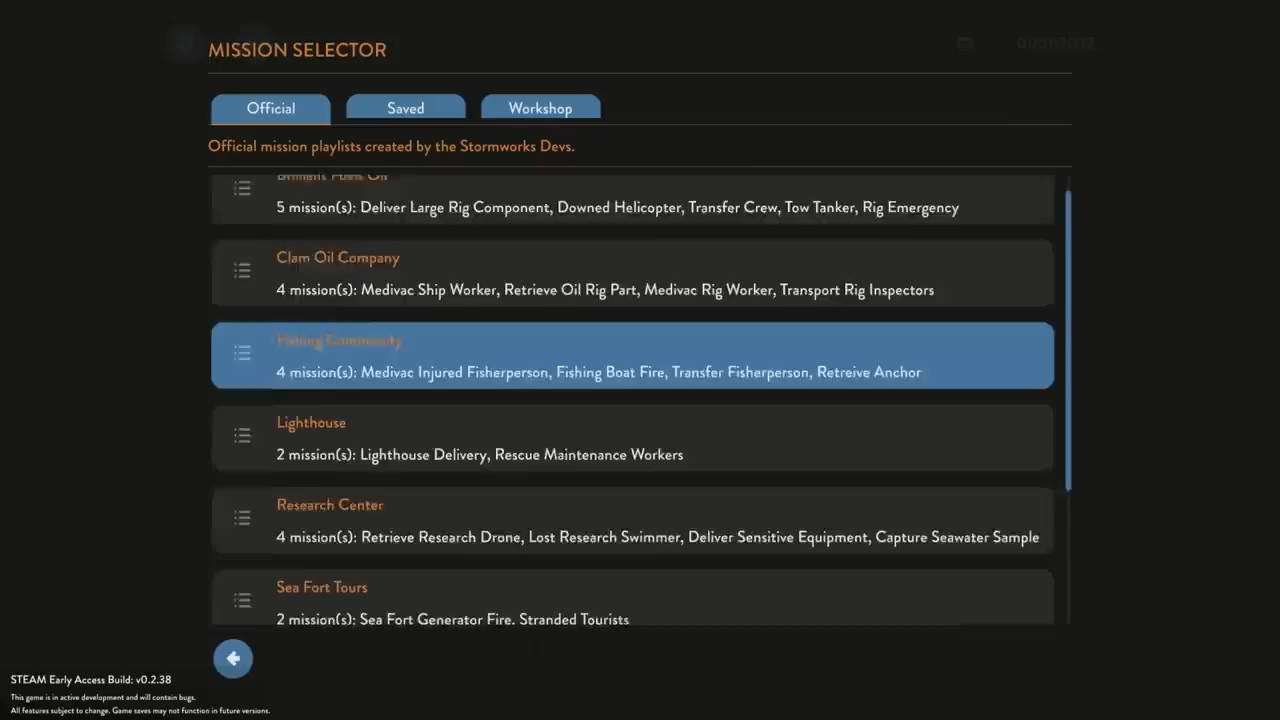 MISSION SELECTOR
Official
Saved
Workshop
Official mission playlists created by the Stormworks Devs.
5 mission(s): Deliver Large Rig Component, Downed Helicopter, Transfer Crew, Tow Tanker, Rig Emergency
Clam Oil Company
4 mission(s): Medivac Ship Worker, Retrieve Oil Rig Part, Medivac Rig Worker, Transport Rig Inspectors
Fishing Community
4 mission(s): Medivac Injured Fisherperson, Fishing Boat Fire, Transfer Fisherperson, Retreive Anchor
Lighthouse
2 mission(s): Lighthouse Delivery, Rescue Maintenance Workers
Research Center
4 mission(s): Retrieve Research Drone, Lost Research Swimmer, Deliver Sensitive Equipment, Capture Seawater Sample
Sea Fort Tours
2 mission(s): Sea Fort Generator Fire, Stranded Tourists
STEAM Early Access Build: v0.2.38
This game is in active development and will contain bugs.
All features subject to change. Game saves may not function in future versions.